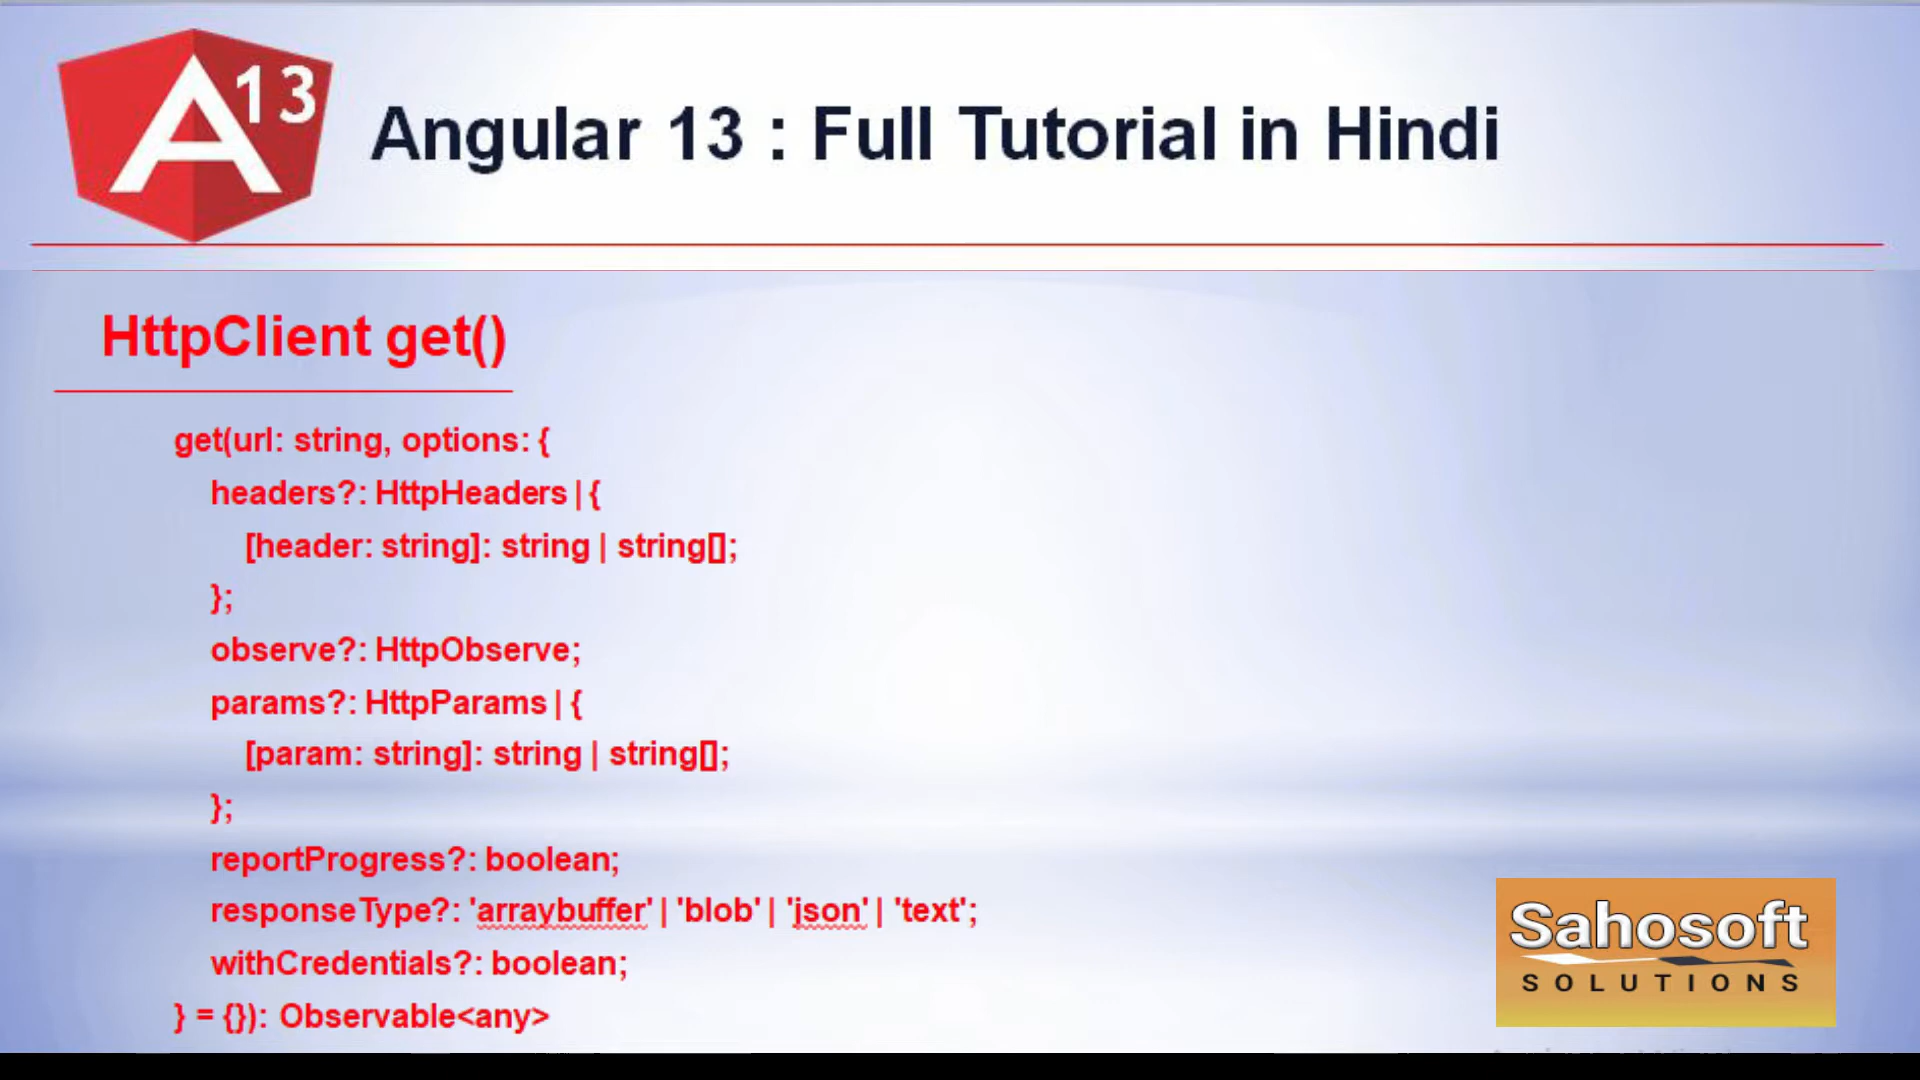 A13
Angular 13 : Full Tutorial in Hindi
HttpClient get()
get(url: string, options: {
headers?: HttpHeaders | {
[header: string]: string | string[];
};
observe?: HttpObserve;
params?: HttpParams | {
[param: string]: string | string[];
};
reportProgress?: boolean;
responseType?: 'arraybuffer' | 'blob' | 'json' | 'text';
withCredentials?: boolean;
} = {}): Observable<any>
Sahosoft
SOLUTIONS